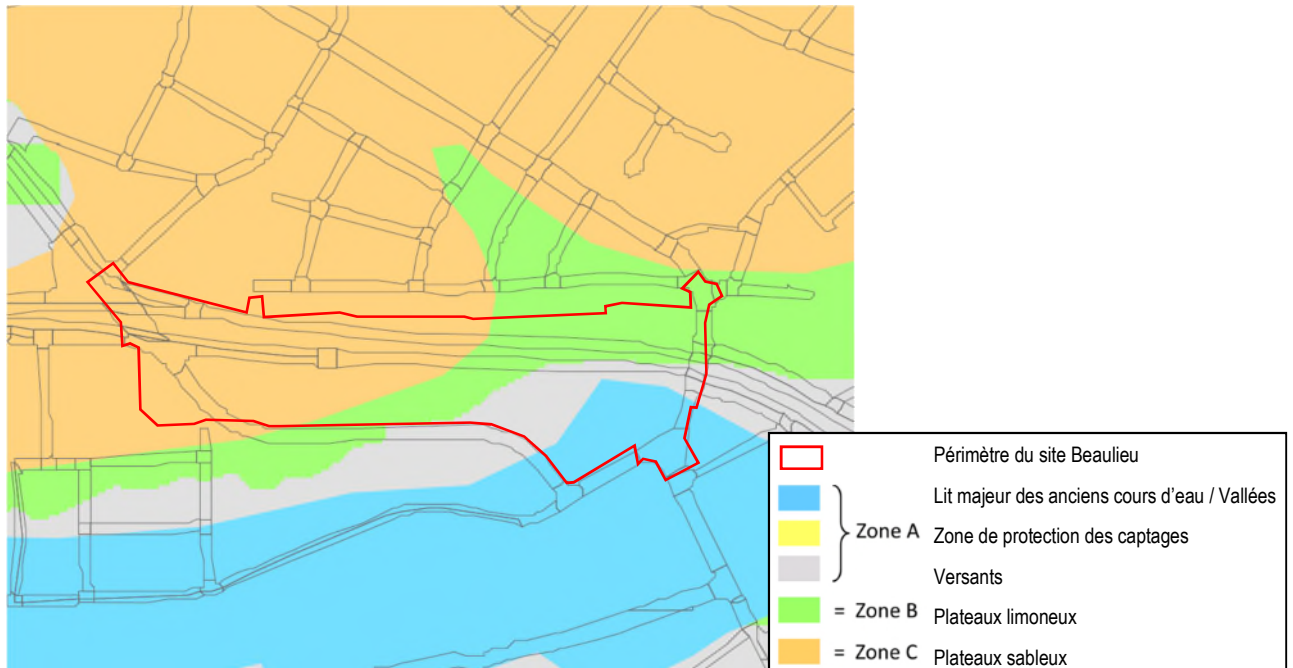 Périmètre du site Beaulieu
Lit majeur des anciens cours d'eau / Vallées
Zone A Zone de protection des captages
Versants
= Zone B Plateaux limoneux
= Zone C Plateaux sableux